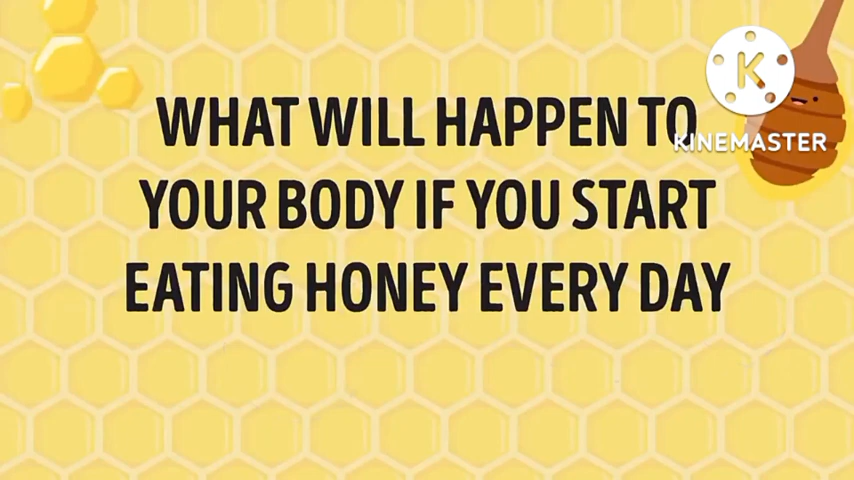 WHAT WILL HAPPEN TO
YOUR BODY IF YOU START
EATING HONEY EVERY DAY
K
KINEMASTER